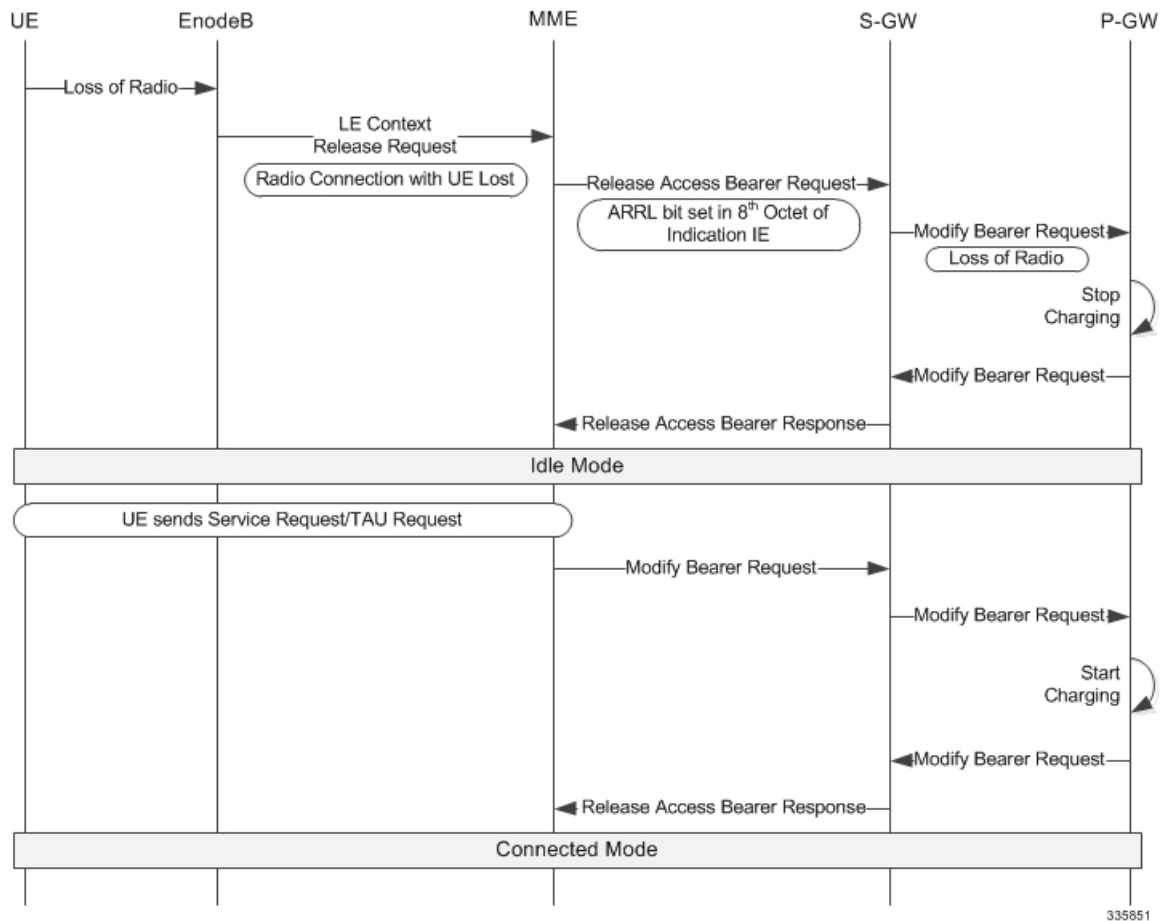 UE EnodeB MME S-GW P-GW
Loss of Radio
LE Context
Release Request
Radio Connection with UE Lost
Release Access Bearer Request
ARRL bit set in 8th Octet of
Indication IE
Modify Bearer Request
Loss of Radio
Stop
Charging
Modify Bearer Request
Release Access Bearer Response
Idle Mode
UE sends Service Request/TAU Request
Modify Bearer Request
Modify Bearer Request
Start
Charging
Modify Bearer Request
Release Access Bearer Response
Connected Mode
335851